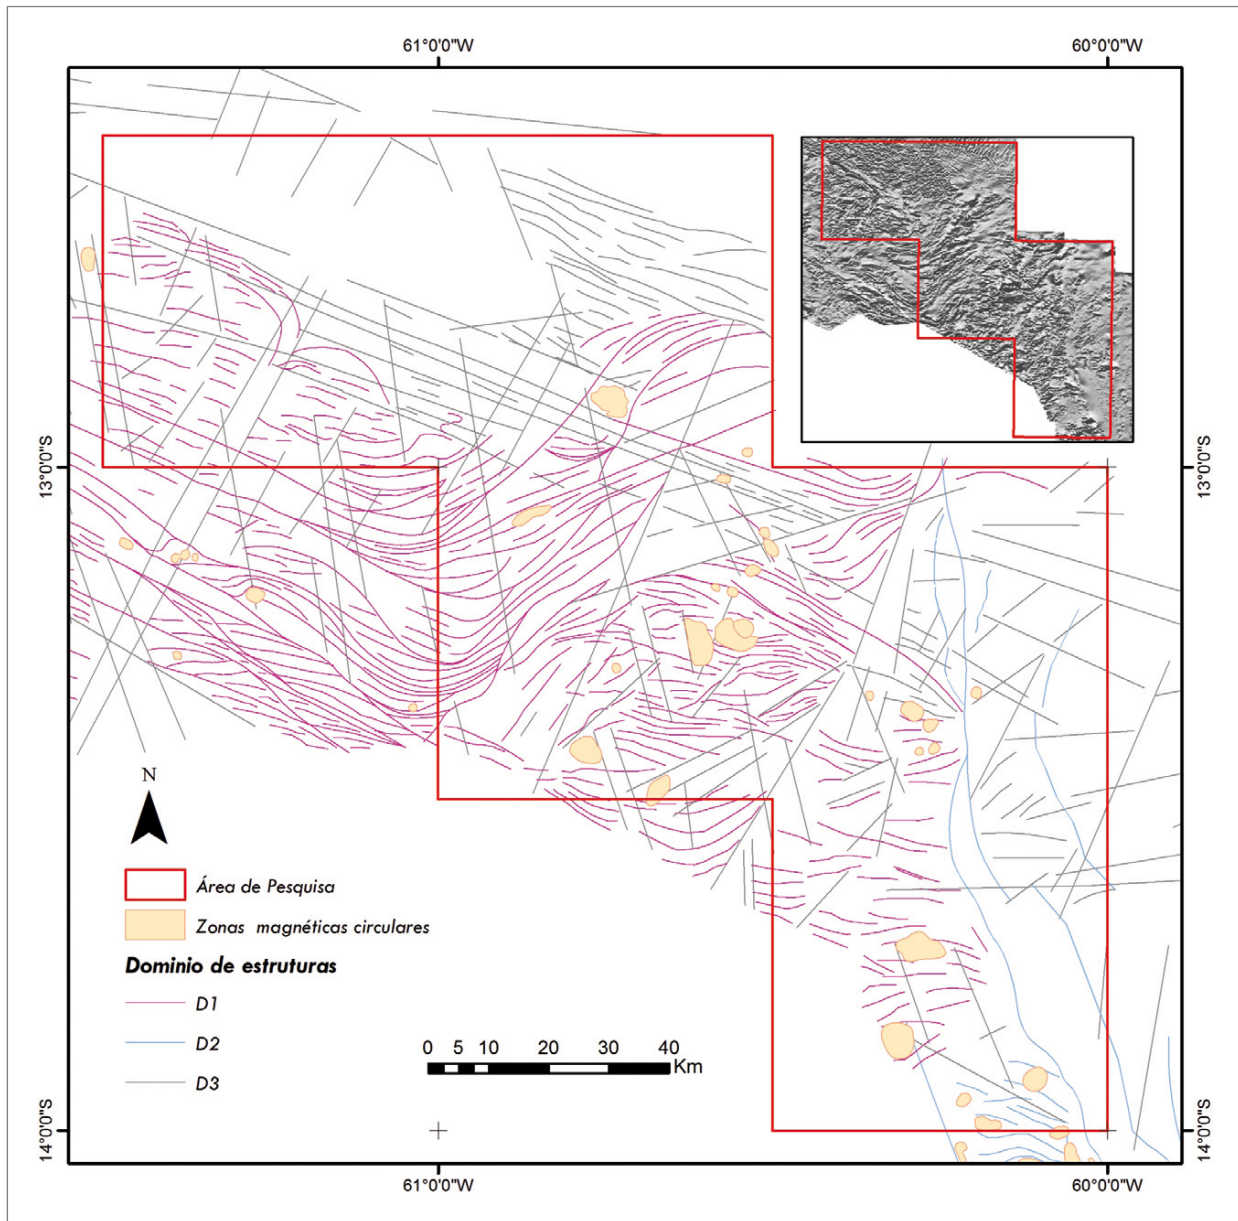 61°0'0"W
60°0'0"W
13°0'0"S
13°0'0"S
N
Área de Pesquisa
Zonas magnéticas circulares
Dominio de estruturas
D1
D2
D3
0 5 10 20 30 40
Km
14°0'0"S
14°0'0"S
61°0'0"W
60°0'0"W